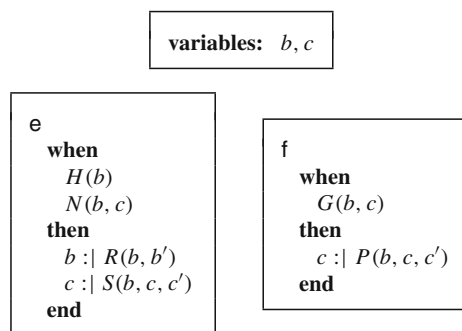 variables: b, c
e
when
H(b)
N(b, c)
then
b :| R(b, b′)
c :| S(b, c, c′)
end
f
when
G(b, c)
then
c :| P(b, c, c′)
end